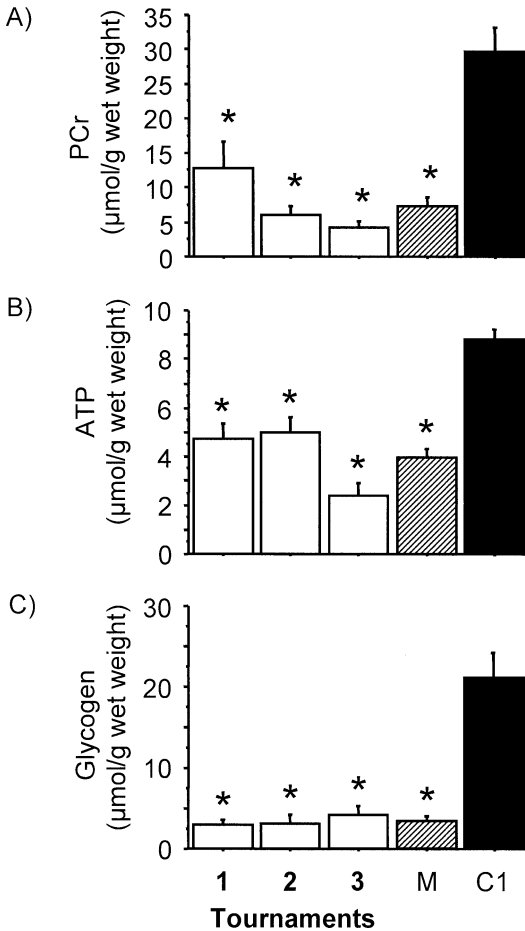 A)
PCr
(μmol/g wet weight)
35
30
25
20
15
10
5
0
*
*
*
*
B)
ATP
(μmol/g wet weight)
10
8
6
4
2
0
*
*
*
*
C)
Glycogen
(μmol/g wet weight)
30
20
10
0
*
*
*
*
1 2 3 M C1
Tournaments